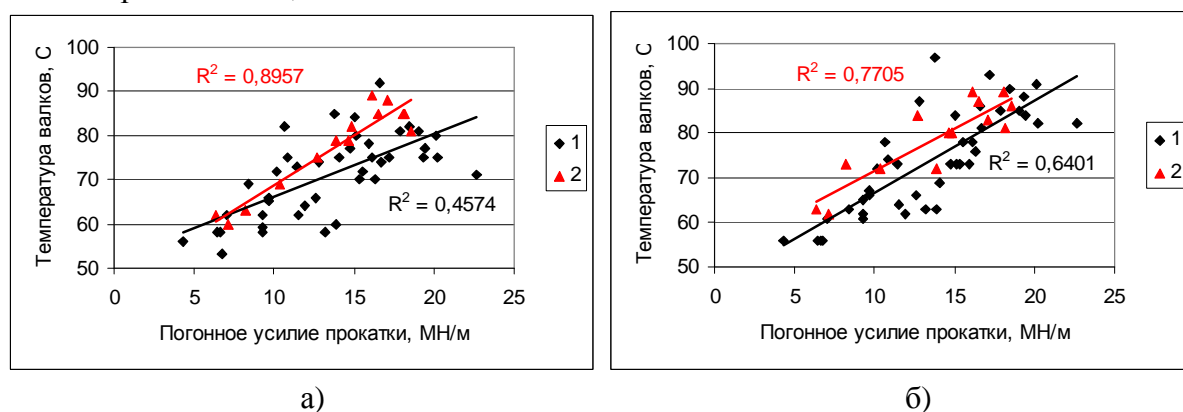 Температура валков, С
100
90
80
70
60
50
0 5 10 15 20 25
Погонное усилие прокатки, МН/м
R² = 0,8957
R² = 0,4574
1
2
а)
Температура валков, С
100
90
80
70
60
50
0 5 10 15 20 25
Погонное усилие прокатки, МН/м
R² = 0,7705
R² = 0,6401
1
2
б)